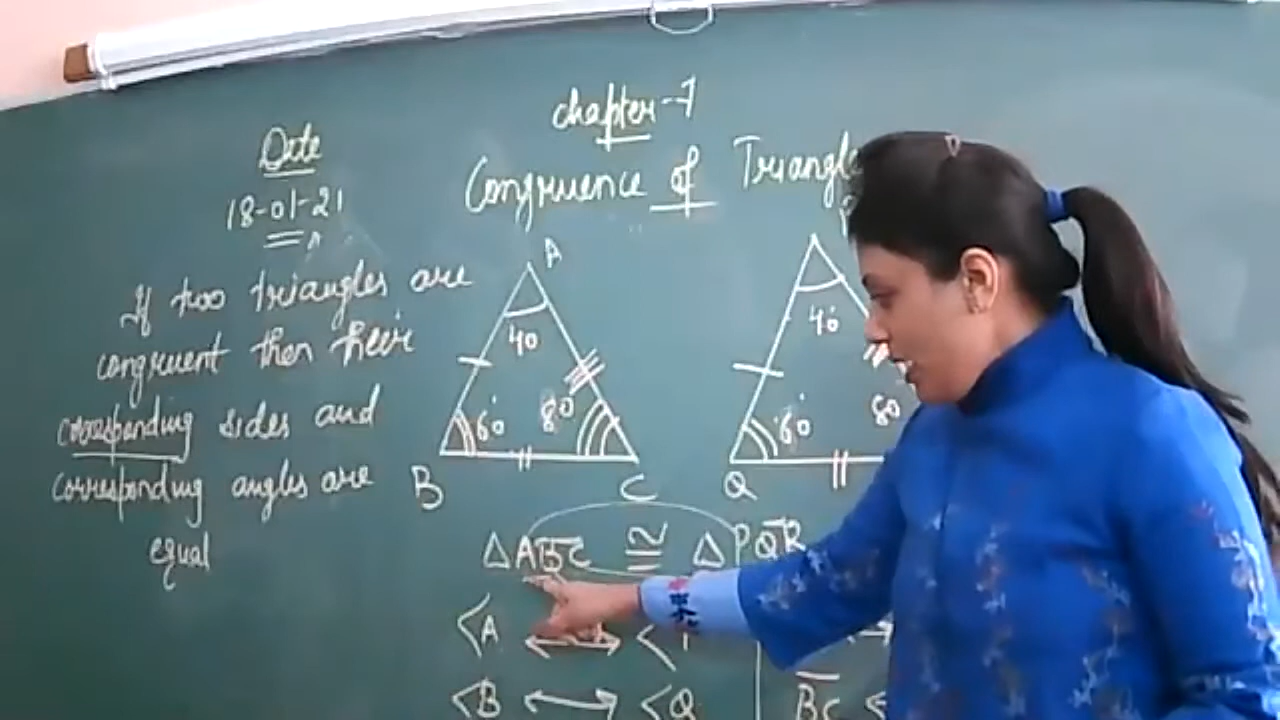 Date
18-01-21
If two triangles are
congruent then their
corresponding sides and
corresponding angles are
equal
chapter-7
Congruence of Triangle
A
40
60°
80°
B
C
40°
60°
80
Q
△ABC ≅ △PQR
<A ↔ <
<B ↔ <Q
BC